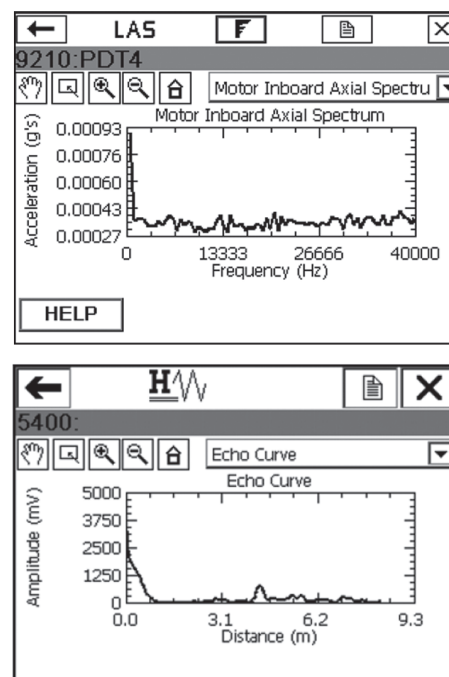 LAS
9210:PDT4
Motor Inboard Axial Spectru
Motor Inboard Axial Spectrum
Acceleration (g's)
0.00093
0.00076
0.00060
0.00043
0.00027
0 13333 26666 40000
Frequency (Hz)
HELP
H
5400:
Echo Curve
Echo Curve
Amplitude (mV)
5000
3750
2500
1250
0
0.0 3.1 6.2 9.3
Distance (m)